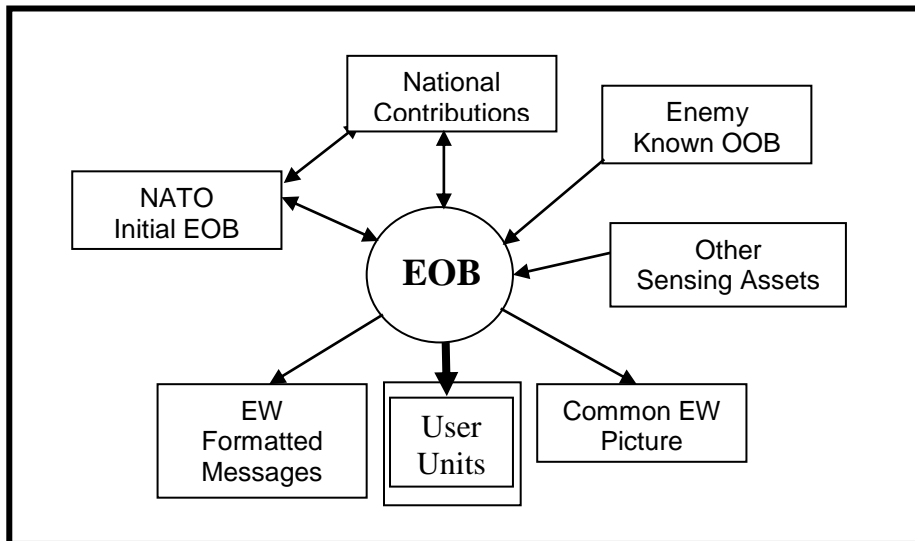 National
Contributions
Enemy
Known OOB
NATO
Initial EOB
EOB
Other
Sensing Assets
EW
Formatted
Messages
User
Units
Common EW
Picture